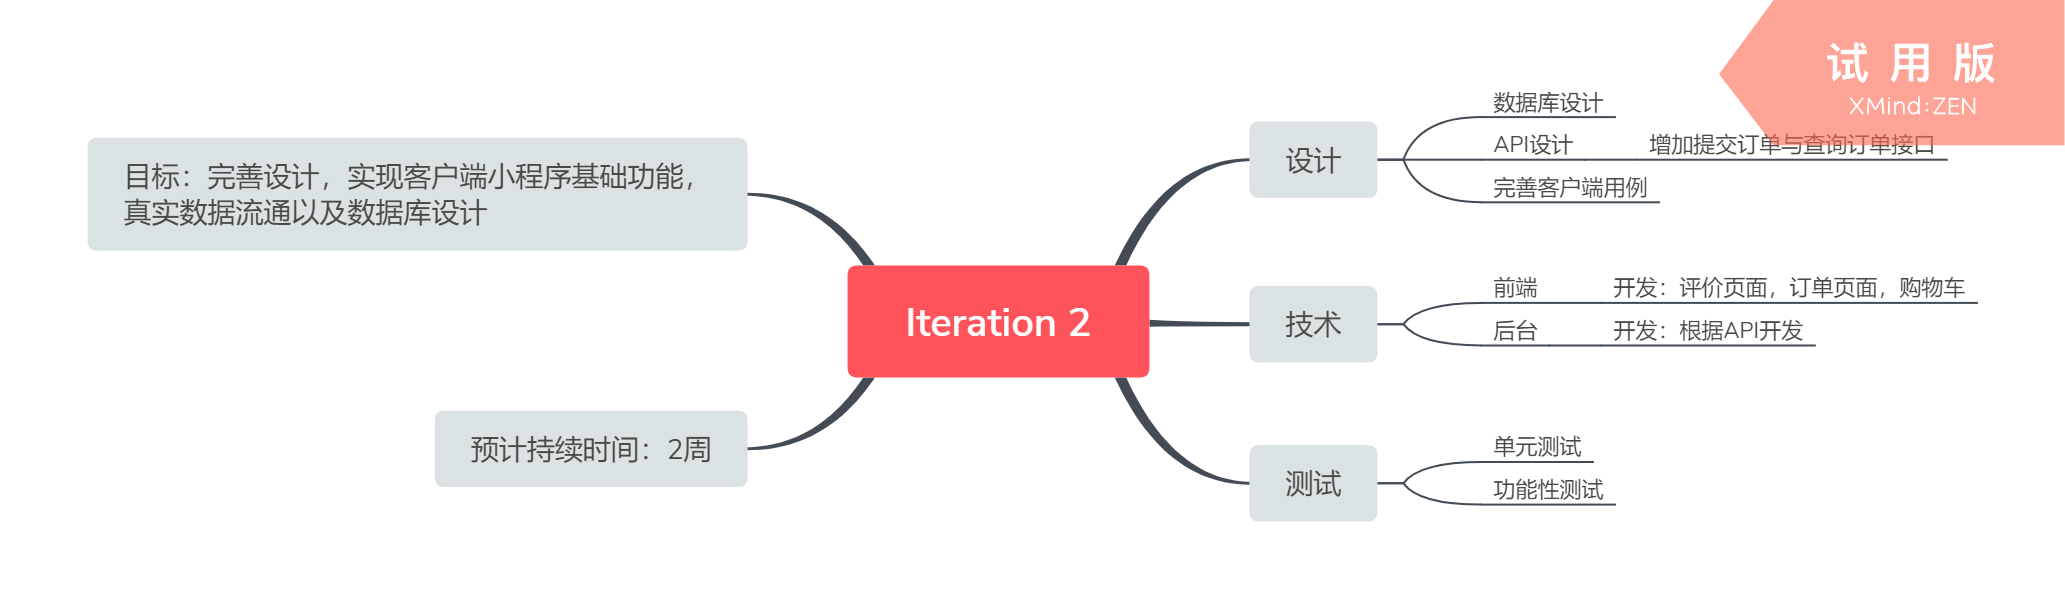 试用版
XMind:ZEN
目标：完善设计，实现客户端小程序基础功能，
真实数据流通以及数据库设计
预计持续时间：2周
Iteration 2
设计
数据库设计
API设计
增加提交订单与查询订单接口
完善客户端用例
技术
前端
开发：评价页面，订单页面，购物车
后台
开发：根据API开发
测试
单元测试
功能性测试